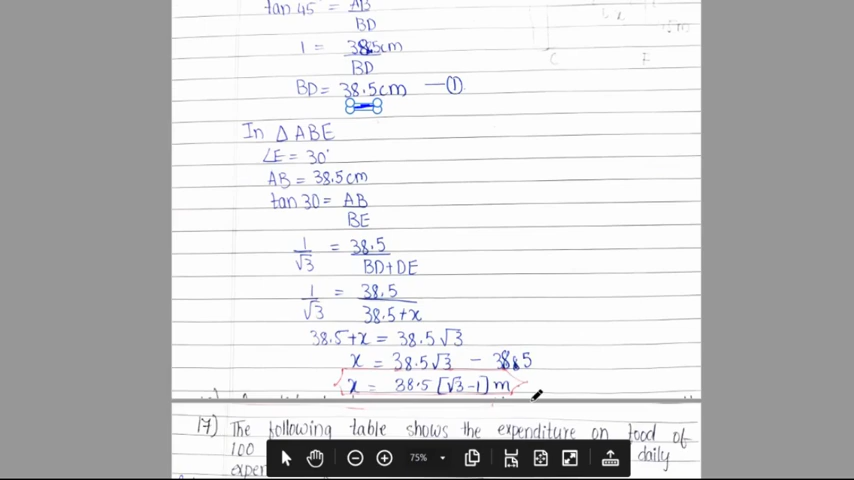 tan 45° = AB
BD
1 = 38.5cm
BD
BD = 38.5cm —①
In △ ABE
∠E = 30°
AB = 38.5cm
tan 30 = AB
BE
1/√3 = 38.5
BD+DE
1/√3 = 38.5
38.5+x
38.5+x = 38.5√3
x = 38.5√3 - 38.5
x = 38.5 [√3-1] m
17) The following table shows the expenditure on food of
100 daily
expen
75%